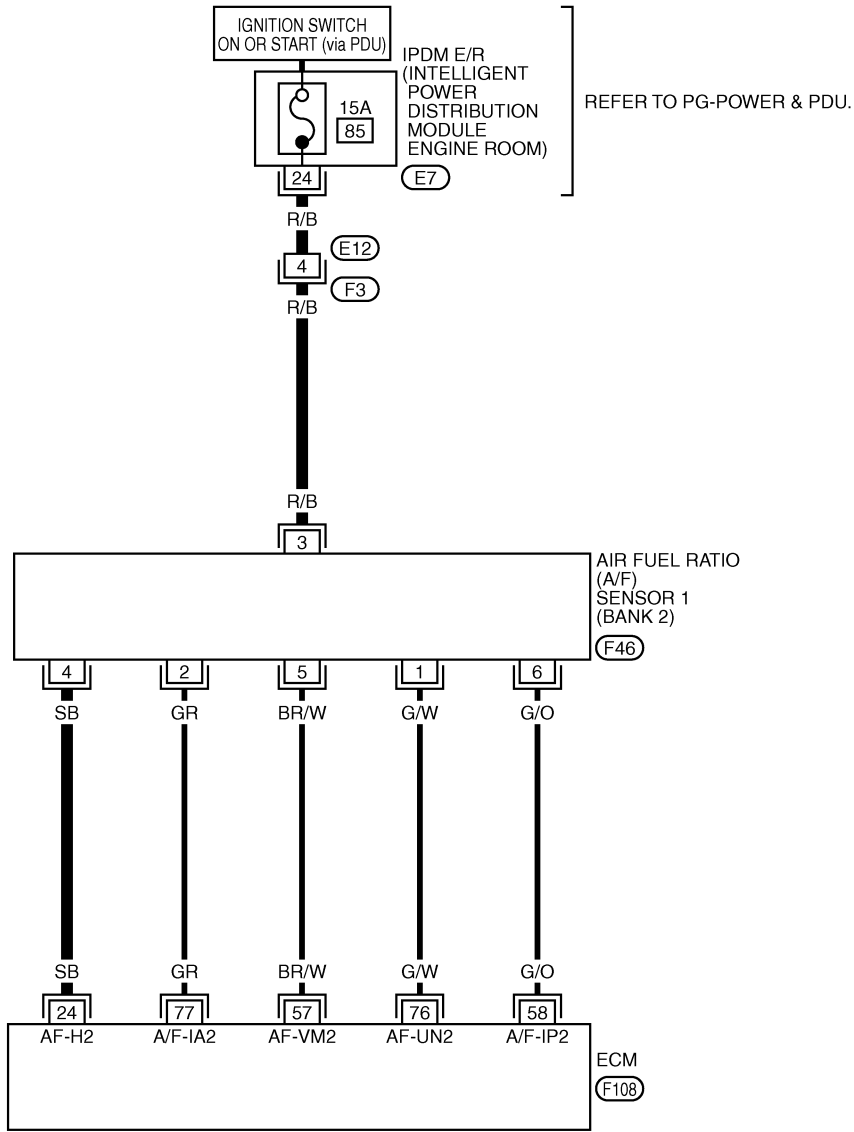 IGNITION SWITCH
ON OR START (via PDU)
IPDM E/R
(INTELLIGENT
POWER
DISTRIBUTION
MODULE
ENGINE ROOM)
REFER TO PG-POWER & PDU.
15A
85
24
E7
R/B
E12
4
F3
R/B
R/B
3
AIR FUEL RATIO
(A/F)
SENSOR 1
(BANK 2)
F46
4 2 5 1 6
SB GR BR/W G/W G/O
SB GR BR/W G/W G/O
24 77 57 76 58
AF-H2 A/F-IA2 AF-VM2 AF-UN2 A/F-IP2
ECM
F108